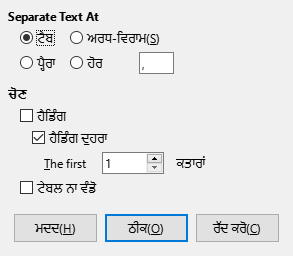 Separate Text At
ਟੈਬ ਅਰਧ-ਵਿਰਾਮ(S)
ਪ੍ਹੈਰਾ ਹੋਰ ,
ਚੋਣ
ਹੈਡਿੰਗ
ਹੈਡਿੰਗ ਦੁਹਰਾ
The first 1 ਕਤਾਰਾਂ
ਟੇਬਲ ਨਾ ਵੰਡੋ
ਮਦਦ(H) ਠੀਕ(O) ਰੱਦ ਕਰੋ(C)